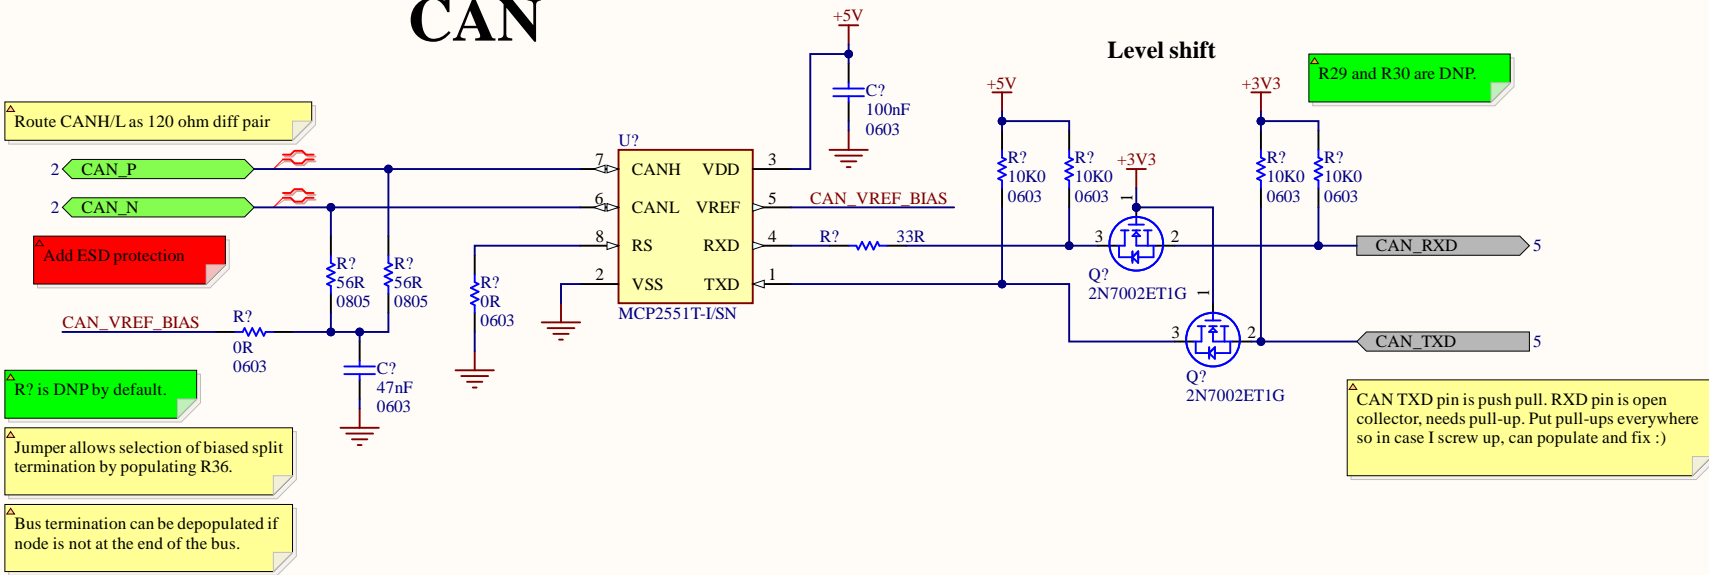 CAN
+5V
Level shift
R29 and R30 are DNP.
Route CANH/L as 120 ohm diff pair
C?
100nF
0603
+5V
+3V3
U?
2
CAN_P
7
CANH
VDD
3
R?
10K0
0603
R?
10K0
0603
+3V3
R?
10K0
0603
R?
10K0
0603
2
CAN_N
6
CANL
VREF
5
CAN_VREF_BIAS
1
Add ESD protection
8
RS
RXD
4
R?
33R
3
2
CAN_RXD
5
R?
56R
0805
R?
56R
0805
R?
0R
0603
2
VSS
TXD
1
Q?
2N7002ET1G
1
MCP2551T-I/SN
CAN_VREF_BIAS
R?
0R
0603
3
2
CAN_TXD
5
C?
47nF
0603
Q?
2N7002ET1G
R? is DNP by default.
CAN TXD pin is push pull. RXD pin is open
collector, needs pull-up. Put pull-ups everywhere
so in case I screw up, can populate and fix :)
Jumper allows selection of biased split
termination by populating R36.
Bus termination can be depopulated if
node is not at the end of the bus.